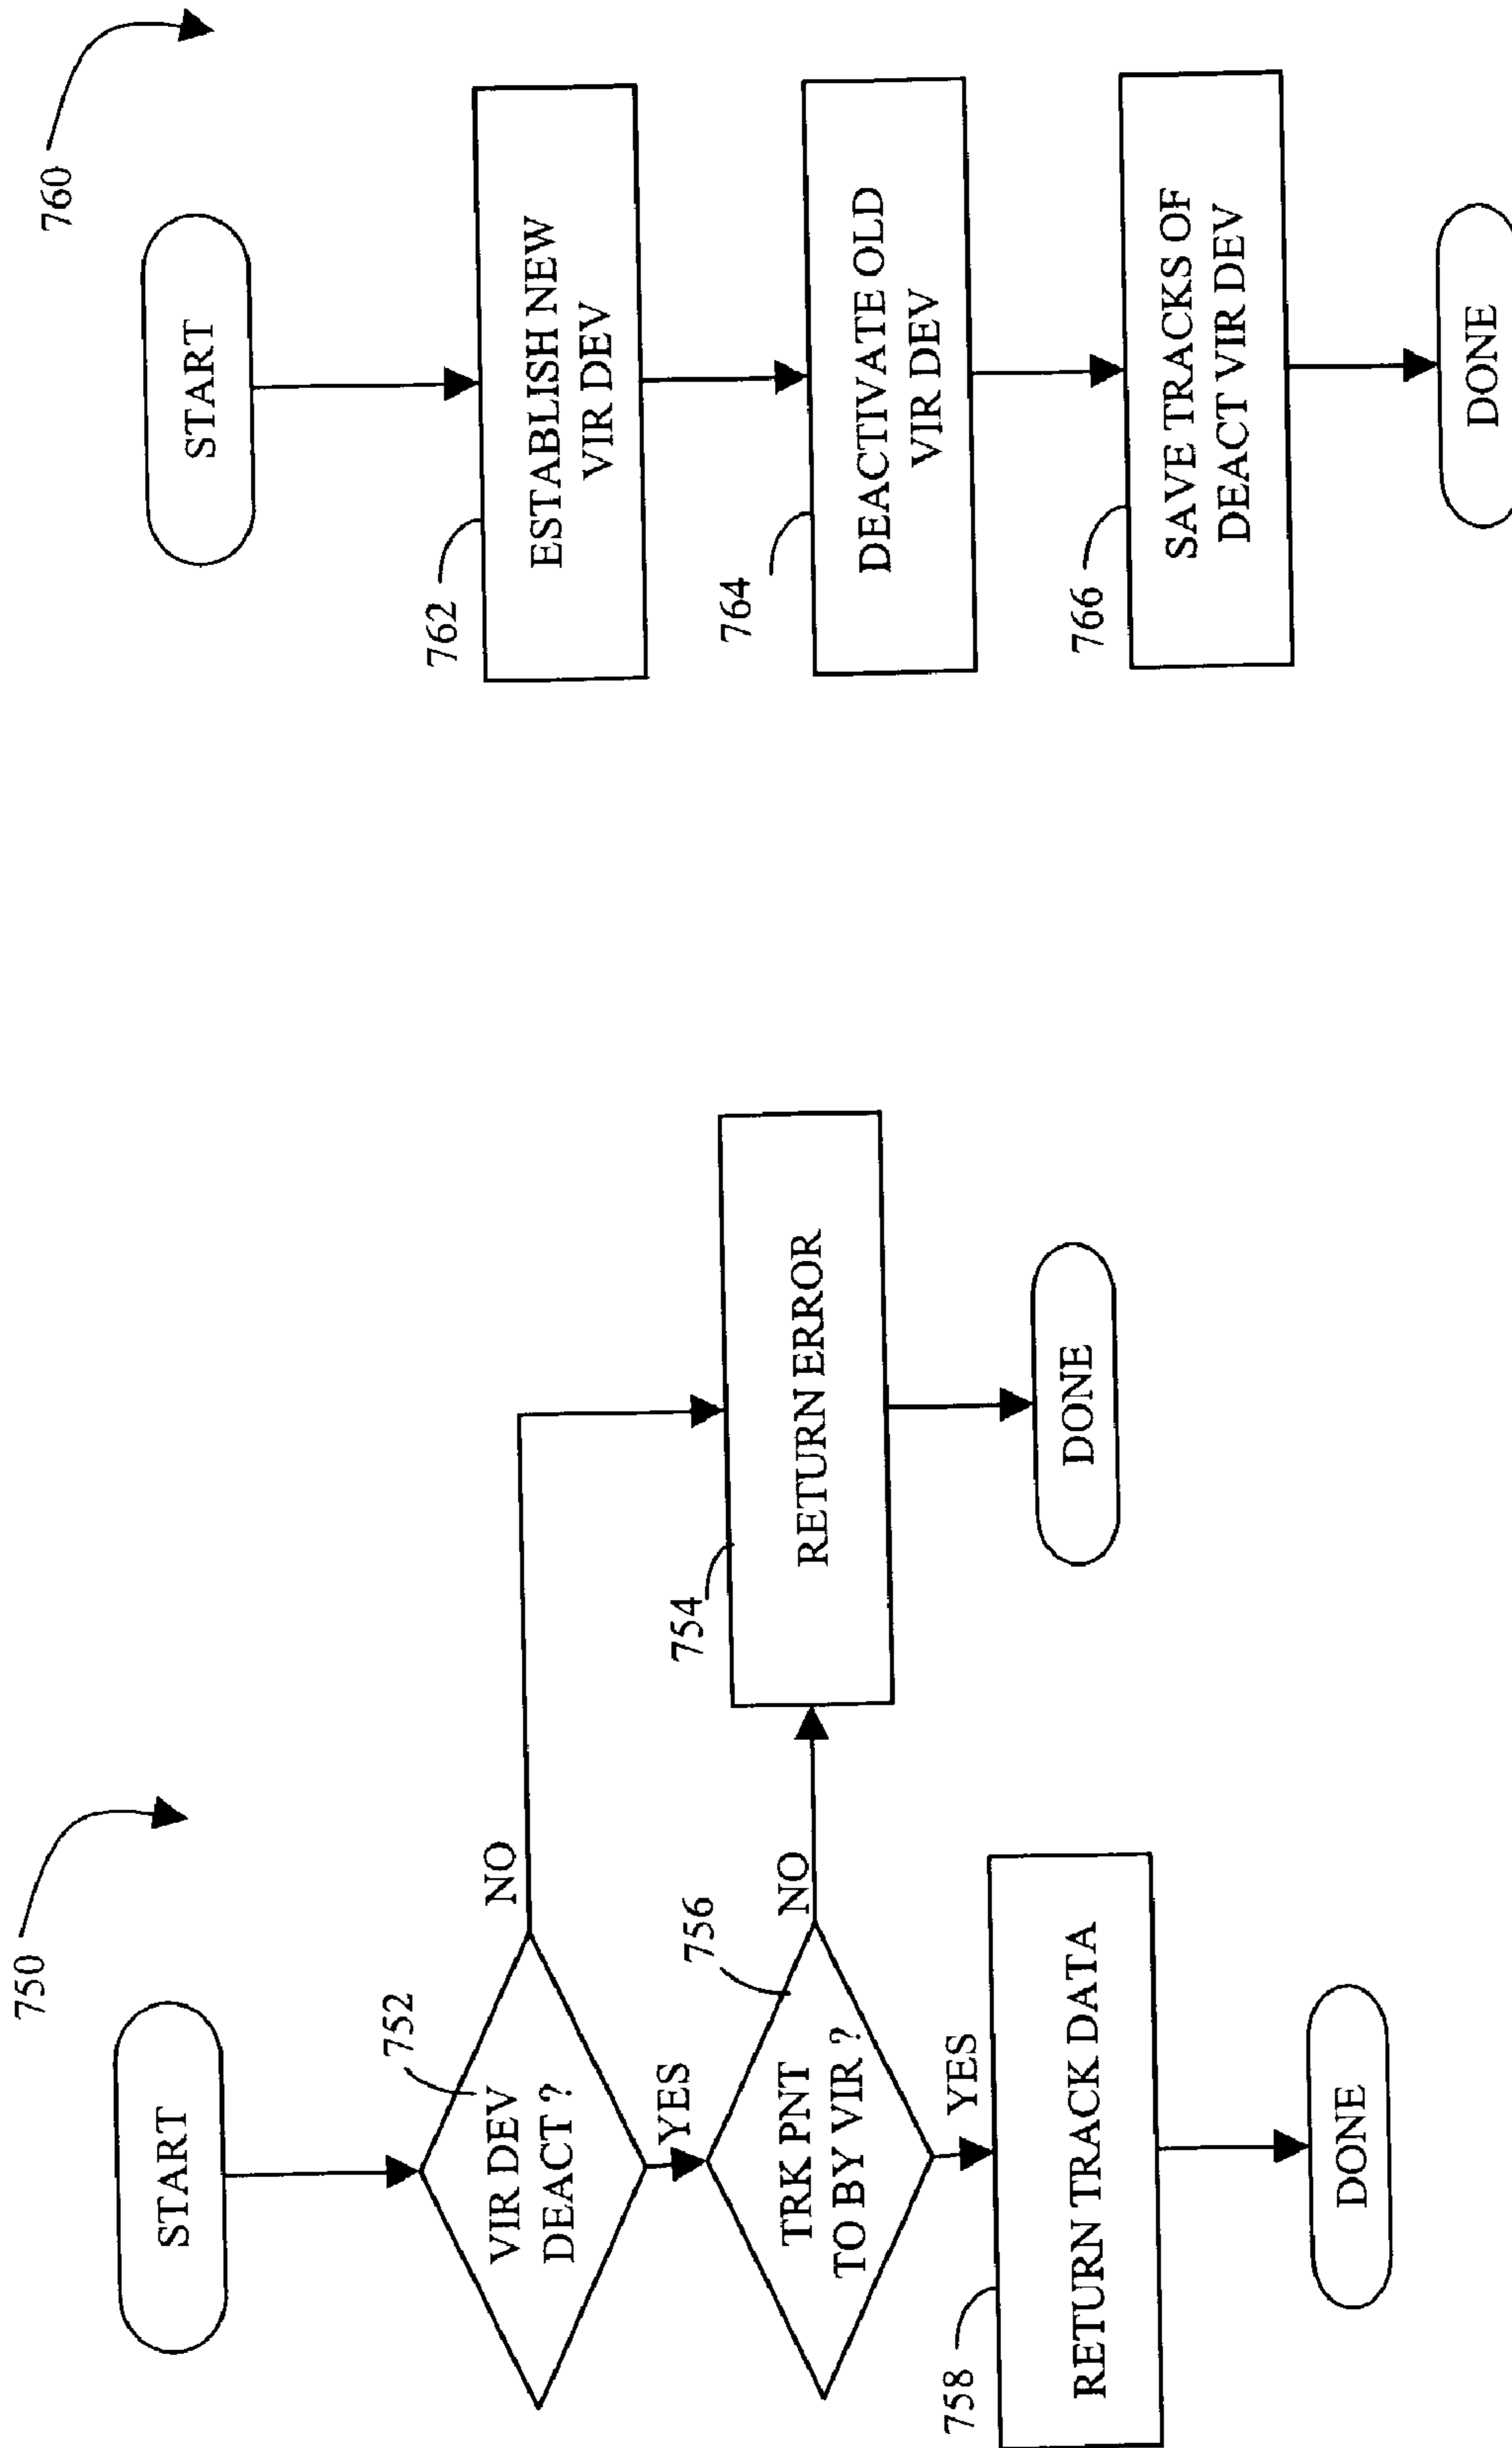 750
START
752
VIR DEV
DEACT ?
NO
YES
756
TRK PNT
TO BY VIR ?
NO
YES
754
RETURN ERROR
DONE
758
RETURN TRACK DATA
DONE
760
START
762
ESTABLISH NEW
VIR DEV
764
DEACTIVATE OLD
VIR DEV
766
SAVE TRACKS OF
DEACT VIR DEV
DONE